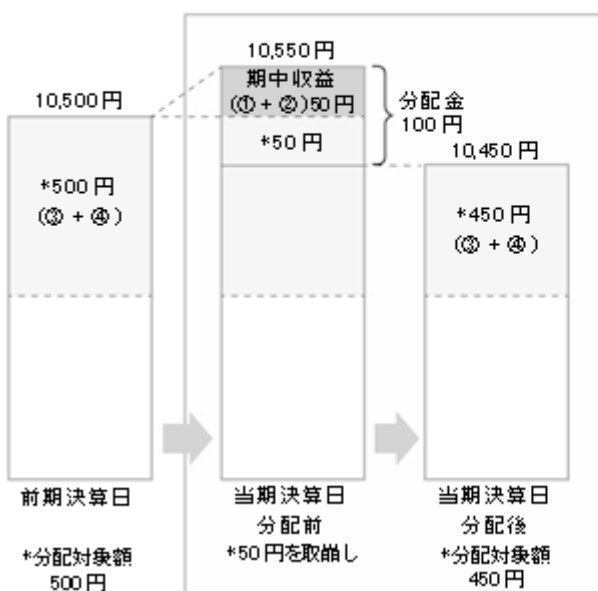 10,500円
*500円
(③+④)
前期決算日
*分配対象額
500円
10,550円
期中収益
(①+②)50円
*50円
分配金
100円
当期決算日
分配前
*50円を取崩し
10,450円
*450円
(③+④)
当期決算日
分配後
*分配対象額
450円